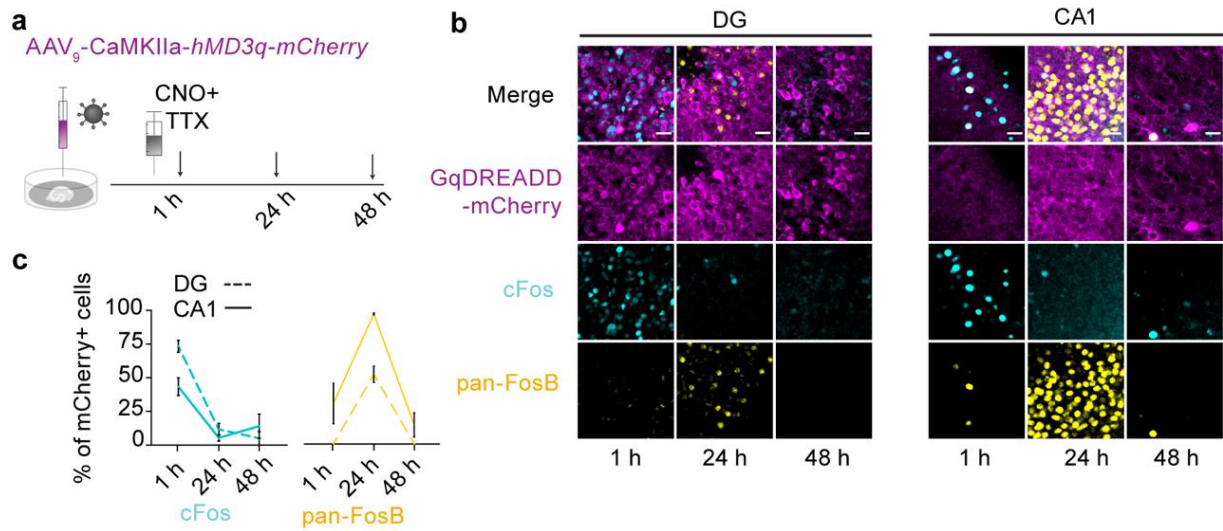 a
AAV₉-CaMKIIa-hMD3q-mCherry
CNO+
TTX
1 h
24 h
48 h
b
DG
CA1
Merge
GqDREADD
-mCherry
cFos
pan-FosB
1 h
24 h
48 h
1 h
24 h
48 h
c
DG
CA1
% of mCherry+ cells
100
75
50
25
0
1 h
24 h
48 h
cFos
1 h
24 h
48 h
pan-FosB